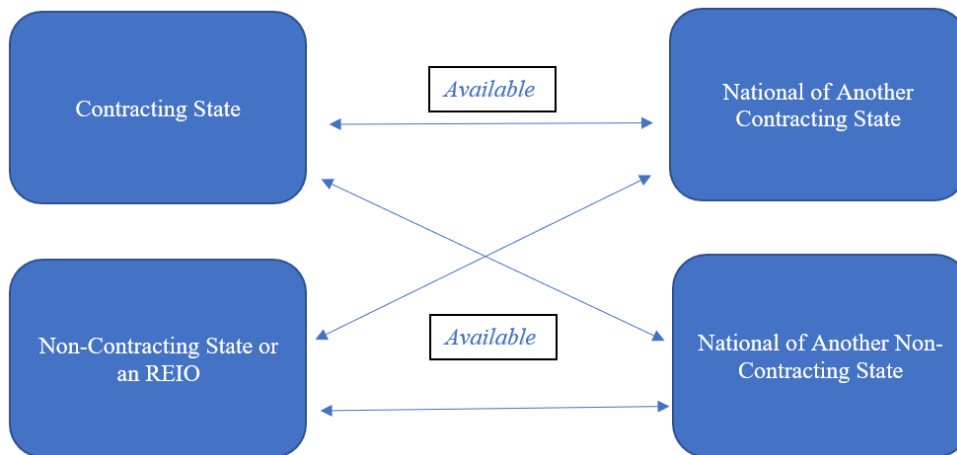 Available
Contracting State
National of Another
Contracting State
Available
Non-Contracting State or
an REIO
National of Another Non-
Contracting State